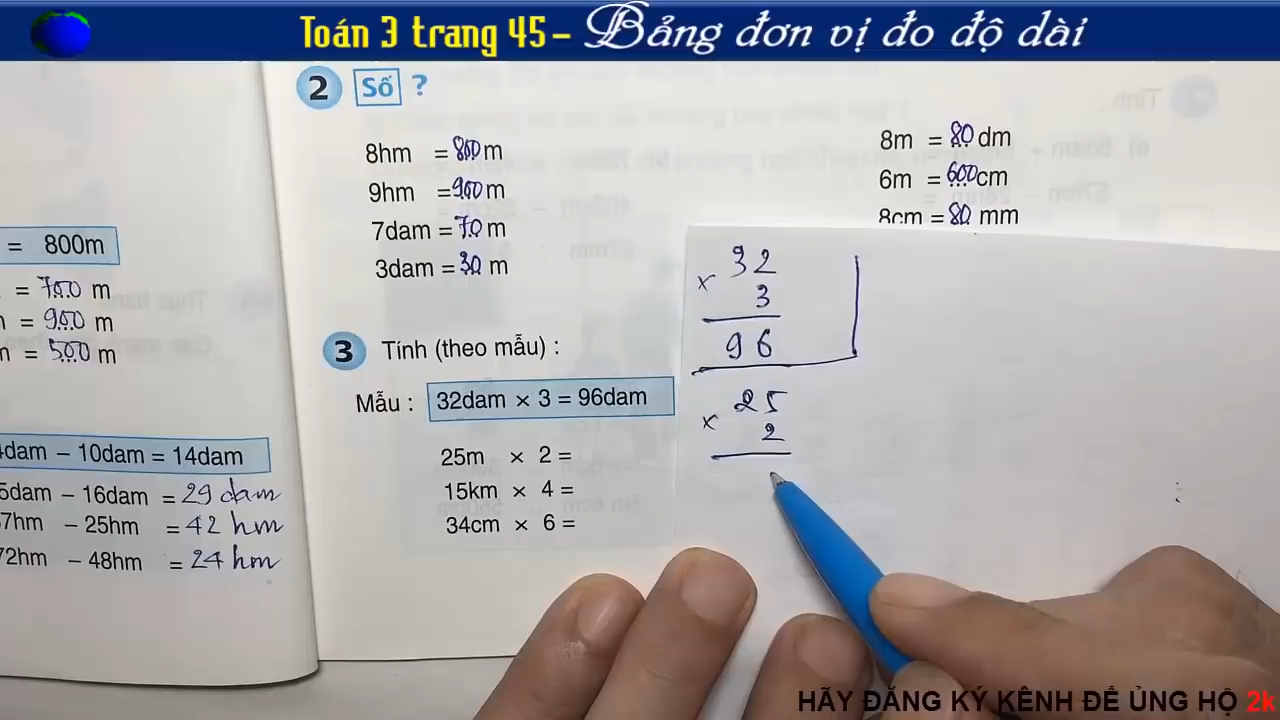 Toán 3 trang 45 – Bảng đơn vị đo độ dài
= 800m
= 700 m
= 900 m
= 500 m
dam – 10dam = 14dam
5dam – 16dam = 29 dam
7hm – 25hm = 42 hm
72hm – 48hm = 24 hm
2 Số ?
8hm = 800 m
9hm = 900 m
7dam = 70 m
3dam = 30 m
8m = 80 dm
6m = 600 cm
8cm = 80 mm
3 Tính (theo mẫu) :
Mẫu : 32dam × 3 = 96dam
25m × 2 =
15km × 4 =
34cm × 6 =
32
× 3
96
25
× 2
HÃY ĐĂNG KÝ KÊNH ĐỂ ỦNG HỘ 2k